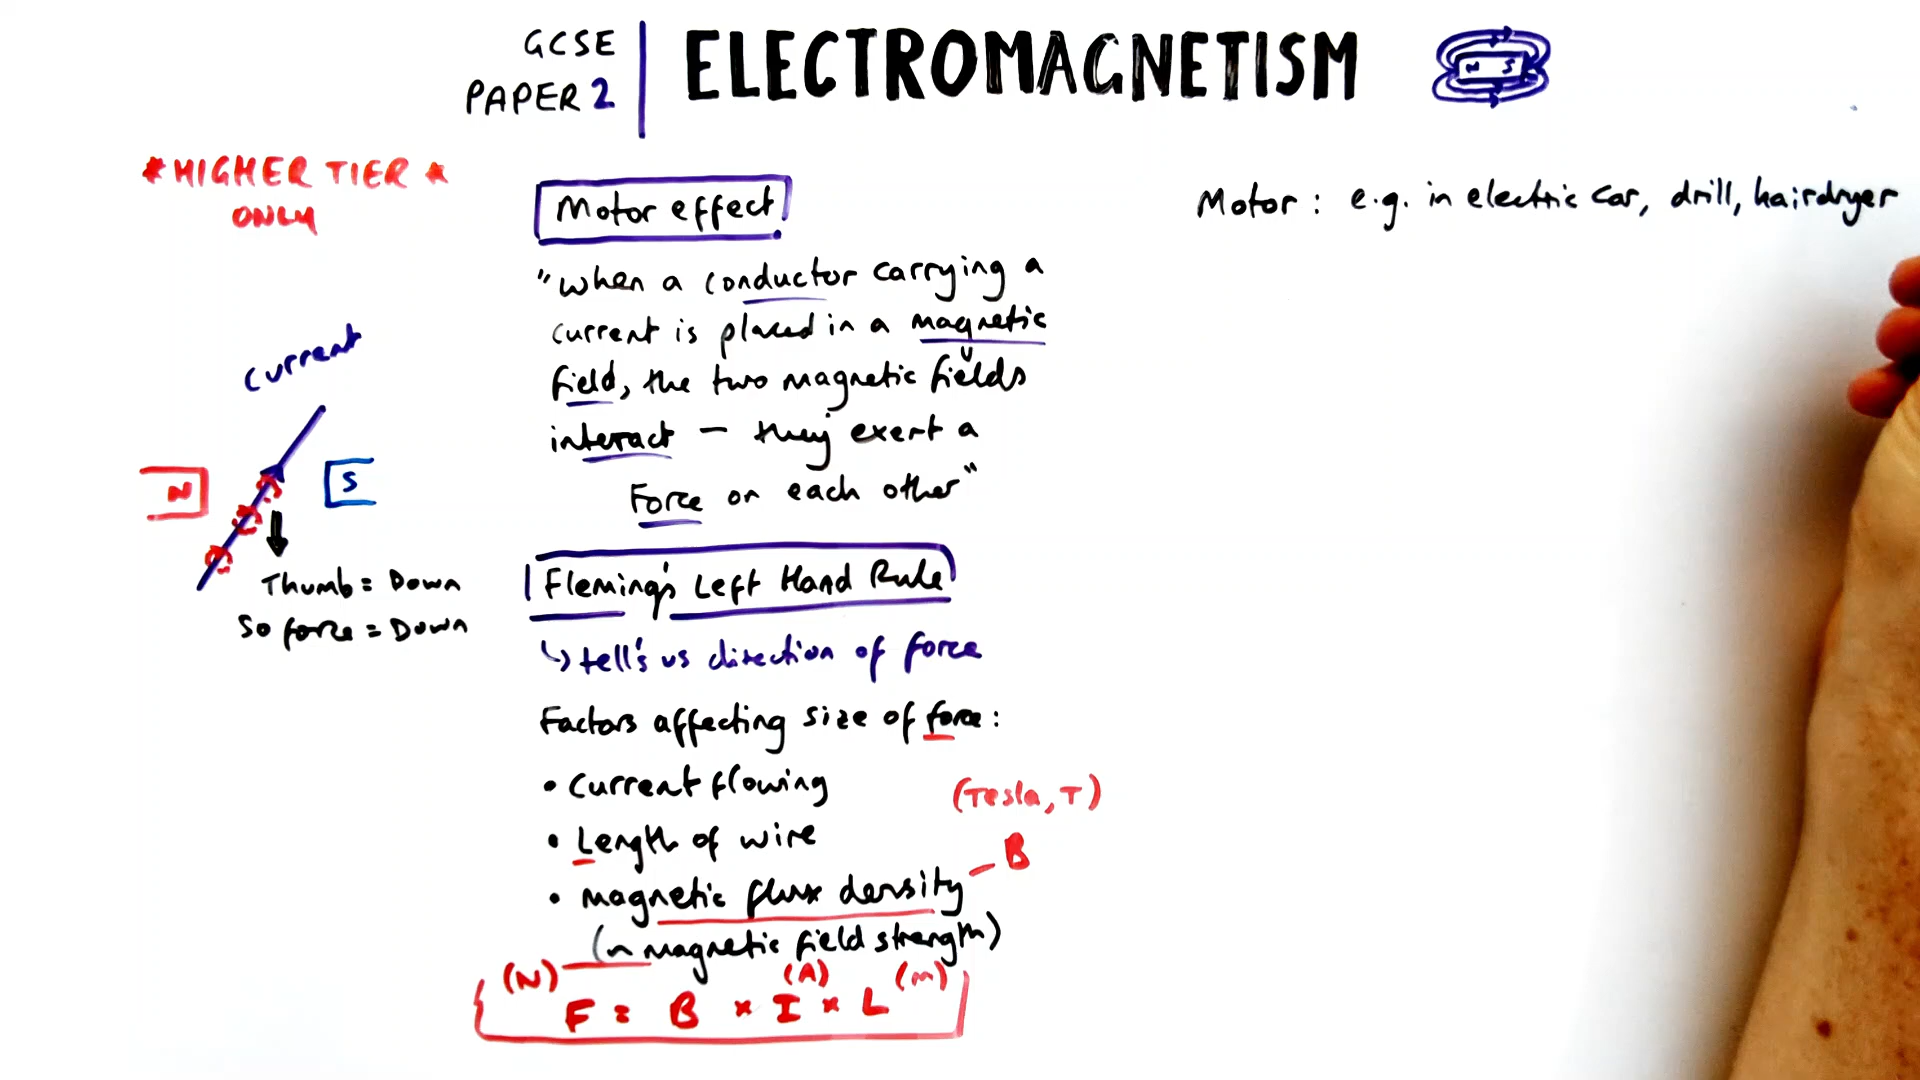 GCSE
PAPER 2
ELECTROMAGNETISM
N S
* HIGHER TIER *
ONLY
Current
N
S
Thumb = Down
So force = Down
Motor effect
"when a conductor carrying a
current is placed in a magnetic
field, the two magnetic fields
interact - they exert a
Force on each other"
Fleming's Left Hand Rule
↳ tell's us direction of force
Factors affecting size of force:
• Current flowing
• Length of wire
• magnetic flux density - B
(Tesla, T)
(~ magnetic field strength)
(N) (A) (m)
F = B × I × L
Motor: e.g. in electric car, drill, hairdryer